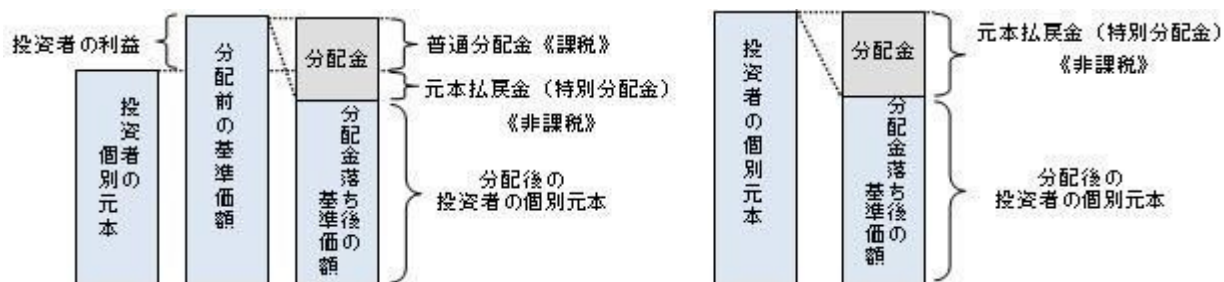 投資者の利益
投資者の
個別元本
分配前の基準価額
分配金
分配金落ち後の
基準価額
普通分配金《課税》
元本払戻金（特別分配金）
《非課税》
分配後の
投資者の個別元本
投資者の個別元本
分配金
分配金落ち後の
基準価額
元本払戻金（特別分配金）
《非課税》
分配後の
投資者の個別元本